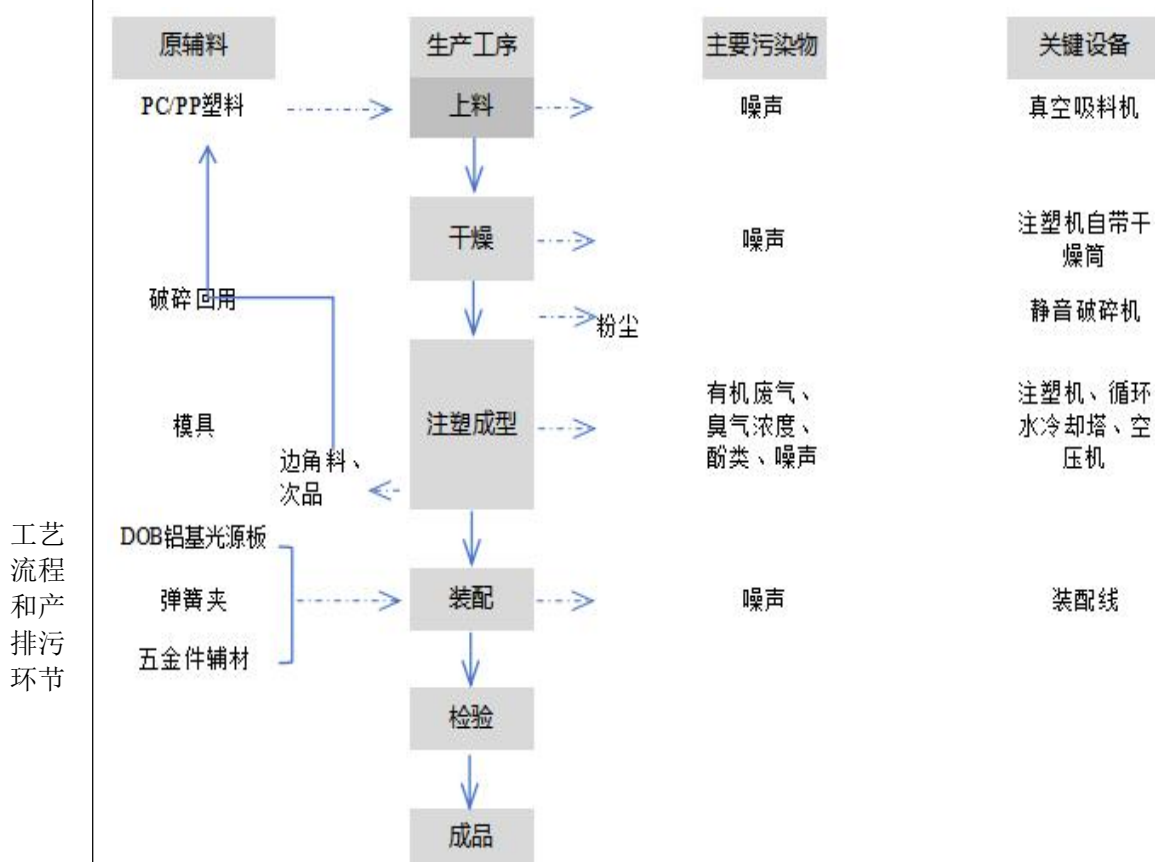 原辅料
生产工序
主要污染物
关键设备
PC/PP塑料
上料
噪声
真空吸料机
干燥
噪声
注塑机自带干
燥筒
破碎回用
粉尘
静音破碎机
模具
注塑成型
有机废气、
臭气浓度、
酚类、噪声
注塑机、循环
水冷却塔、空
压机
边角料、
次品
DOB铝基光源板
弹簧夹
五金件辅材
装配
噪声
装配线
检验
成品
工艺
流程
和产
排污
环节